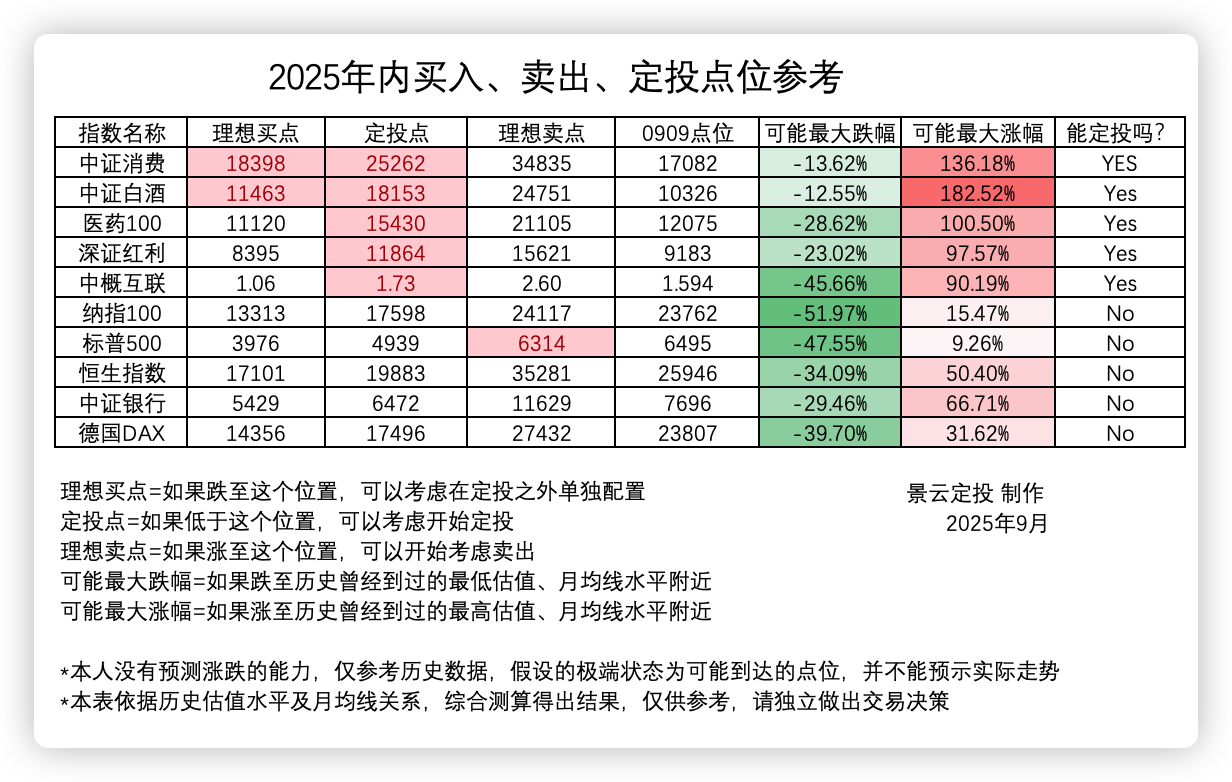 2025年内买入、卖出、定投点位参考
指数名称 理想买点 定投点 理想卖点 0909点位 可能最大跌幅 可能最大涨幅 能定投吗？
中证消费 18398 25262 34835 17082 -13.62% 136.18% YES
中证白酒 11463 18153 24751 10326 -12.55% 182.52% Yes
医药100 11120 15430 21105 12075 -28.62% 100.50% Yes
深证红利 8395 11864 15621 9183 -23.02% 97.57% Yes
中概互联 1.06 1.73 2.60 1.594 -45.66% 90.19% Yes
纳指100 13313 17598 24117 23762 -51.97% 15.47% No
标普500 3976 4939 6314 6495 -47.55% 9.26% No
恒生指数 17101 19883 35281 25946 -34.09% 50.40% No
中证银行 5429 6472 11629 7696 -29.46% 66.71% No
德国DAX 14356 17496 27432 23807 -39.70% 31.62% No
理想买点=如果跌至这个位置，可以考虑在定投之外单独配置 景云定投 制作
定投点=如果低于这个位置，可以考虑开始定投 2025年9月
理想卖点=如果涨至这个位置，可以开始考虑卖出
可能最大跌幅=如果跌至历史曾经到过的最低估值、月均线水平附近
可能最大涨幅=如果涨至历史曾经到过的最高估值、月均线水平附近
*本人没有预测涨跌的能力，仅参考历史数据，假设的极端状态为可能到达的点位，并不能预示实际走势
*本表依据历史估值水平及月均线关系，综合测算得出结果，仅供参考，请独立做出交易决策